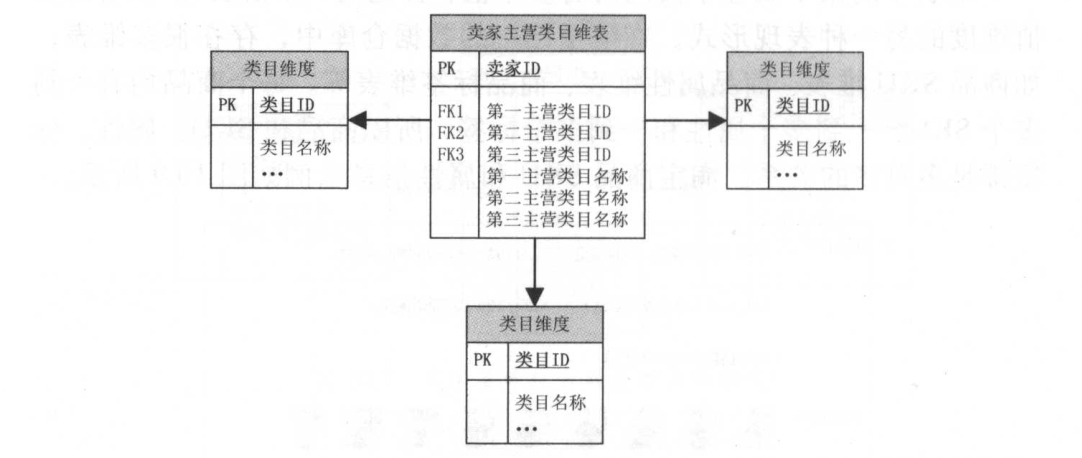 卖家主营类目维表
PK 卖家ID
FK1 第一主营类目ID
FK2 第二主营类目ID
FK3 第三主营类目ID
第一主营类目名称
第二主营类目名称
第三主营类目名称
类目维度
PK 类目ID
类目名称
...
类目维度
PK 类目ID
类目名称
...
类目维度
PK 类目ID
类目名称
...